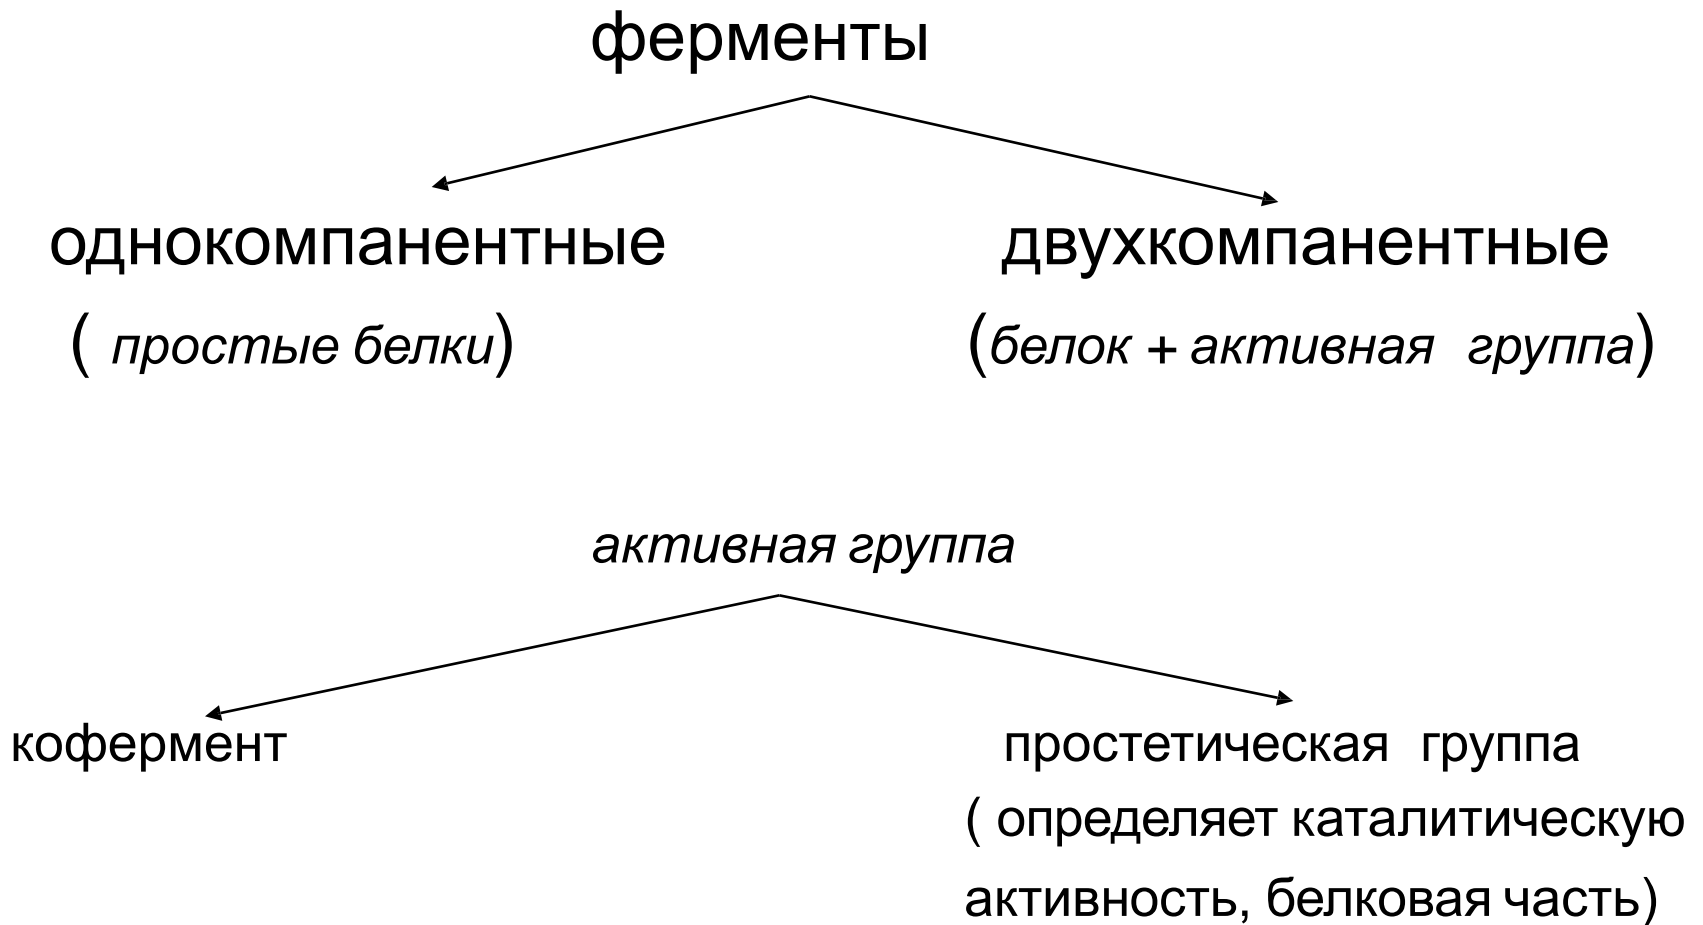 ферменты
однокомпанентные двухкомпанентные
( простые белки) (белок + активная группа)
активная группа
кофермент простетическая группа
( определяет каталитическую
активность, белковая часть)